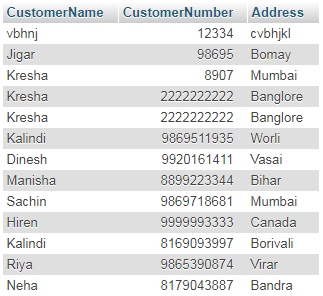 CustomerName CustomerNumber Address
vbhnj 12334 cvbhjkl
Jigar 98695 Bomay
Kresha 8907 Mumbai
Kresha 2222222222 Banglore
Kresha 2222222222 Banglore
Kalindi 9869511935 Worli
Dinesh 9920161411 Vasai
Manisha 8899223344 Bihar
Sachin 9869718681 Mumbai
Hiren 9999993333 Canada
Kalindi 8169093997 Borivali
Riya 9865390874 Virar
Neha 8179043887 Bandra